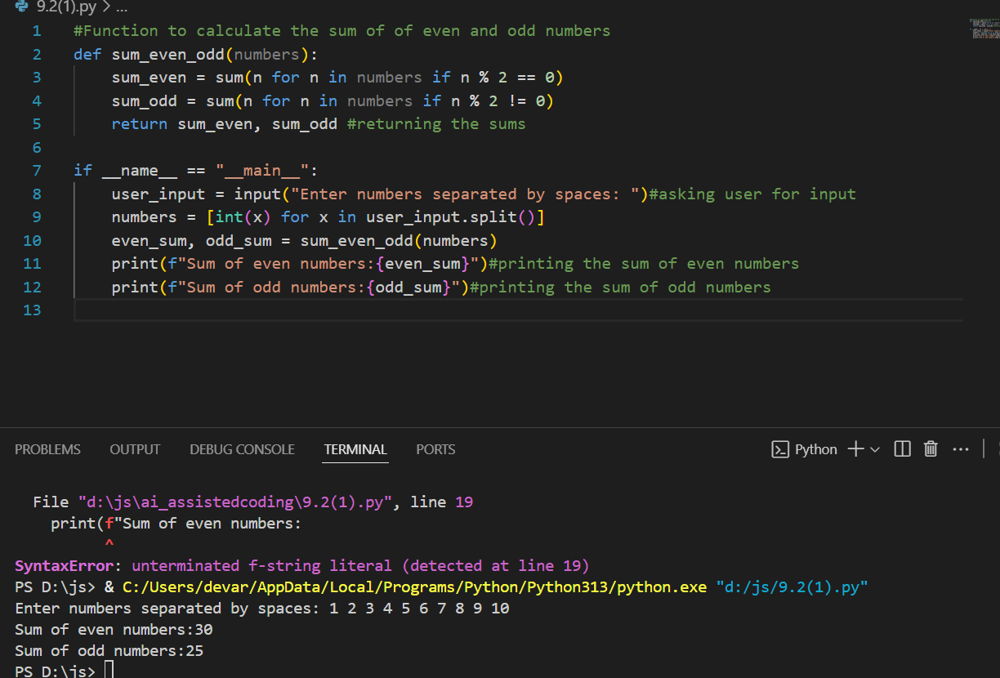 9.2(1).py > ...
1 #Function to calculate the sum of of even and odd numbers
2 def sum_even_odd(numbers):
3     sum_even = sum(n for n in numbers if n % 2 == 0)
4     sum_odd = sum(n for n in numbers if n % 2 != 0)
5     return sum_even, sum_odd #returning the sums
6
7 if __name__ == "__main__":
8     user_input = input("Enter numbers separated by spaces: ")#asking user for input
9     numbers = [int(x) for x in user_input.split()]
10     even_sum, odd_sum = sum_even_odd(numbers)
11     print(f"Sum of even numbers:{even_sum}")#printing the sum of even numbers
12     print(f"Sum of odd numbers:{odd_sum}")#printing the sum of odd numbers
13
PROBLEMS OUTPUT DEBUG CONSOLE TERMINAL PORTS Python
  File "d:\js\ai_assistedcoding\9.2(1).py", line 19
    print(f"Sum of even numbers:
          ^
SyntaxError: unterminated f-string literal (detected at line 19)
PS D:\js> & C:/Users/devar/AppData/Local/Programs/Python/Python313/python.exe "d:/js/9.2(1).py"
Enter numbers separated by spaces: 1 2 3 4 5 6 7 8 9 10
Sum of even numbers:30
Sum of odd numbers:25
PS D:\js>